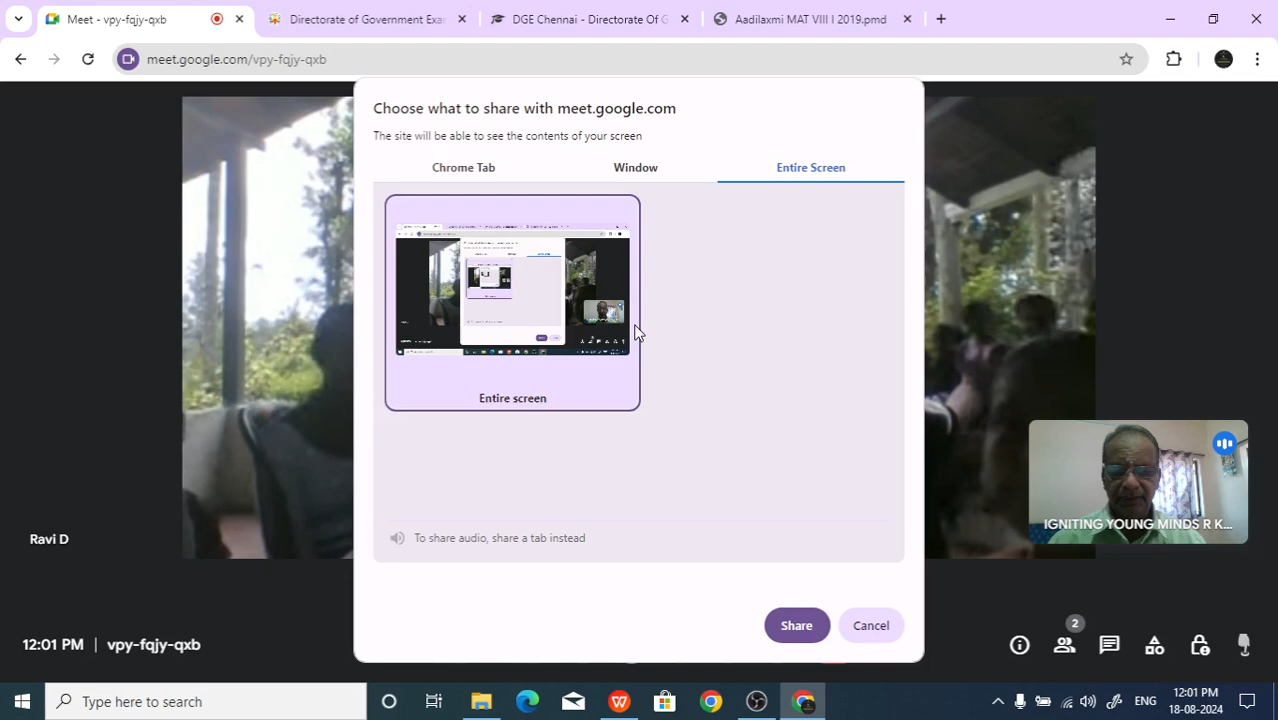 Meet - vpy-fqjy-qxb
Directorate of Government Exa
DGE Chennai - Directorate Of G
Aadilaxmi MAT VIII I 2019.pmd
meet.google.com/vpy-fqjy-qxb
Choose what to share with meet.google.com
The site will be able to see the contents of your screen
Chrome Tab Window Entire Screen
Entire screen
To share audio, share a tab instead
Share Cancel
Ravi D
IGNITING YOUNG MINDS R K...
12:01 PM | vpy-fqjy-qxb
2
Type here to search
ENG
12:01 PM
18-08-2024